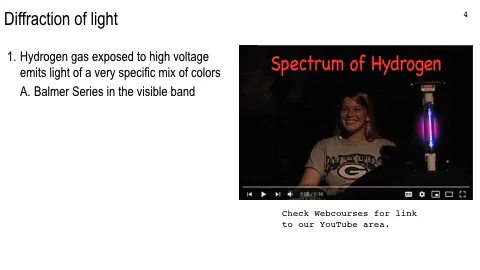 Diffraction of light
4
1. Hydrogen gas exposed to high voltage
emits light of a very specific mix of colors
A. Balmer Series in the visible band
Spectrum of Hydrogen
G
Check Webcourses for link
to our YouTube area.